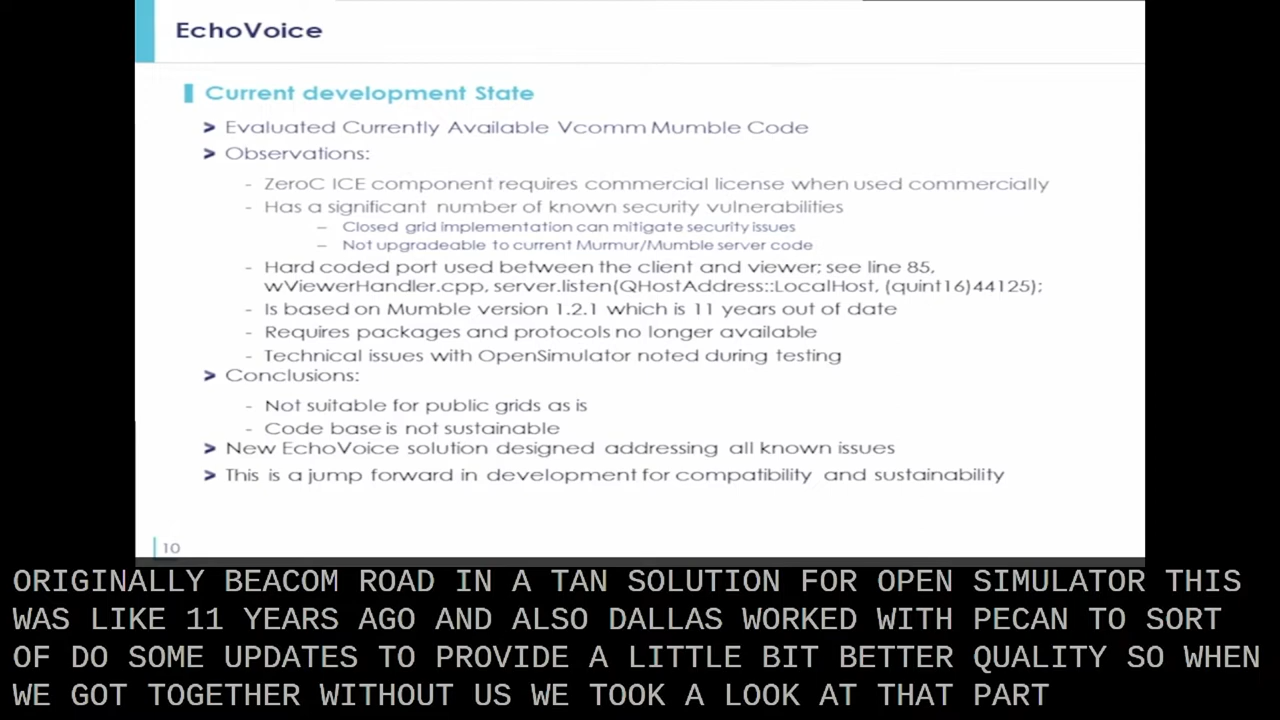 EchoVoice
Current development State
> Evaluated Currently Available Vcomm Mumble Code
> Observations:
- ZeroC ICE component requires commercial license when used commercially
- Has a significant number of known security vulnerabilities
– Closed grid implementation can mitigate security issues
– Not upgradeable to current Murmur/Mumble server code
- Hard coded port used between the client and viewer; see line 85,
wViewerHandler.cpp, server.listen(QHostAddress::LocalHost, (quint16)44125);
- Is based on Mumble version 1.2.1 which is 11 years out of date
- Requires packages and protocols no longer available
- Technical issues with OpenSimulator noted during testing
> Conclusions:
- Not suitable for public grids as is
- Code base is not sustainable
> New EchoVoice solution designed addressing all known issues
> This is a jump forward in development for compatibility and sustainability
10
ORIGINALLY BEACOM ROAD IN A TAN SOLUTION FOR OPEN SIMULATOR THIS
WAS LIKE 11 YEARS AGO AND ALSO DALLAS WORKED WITH PECAN TO SORT
OF DO SOME UPDATES TO PROVIDE A LITTLE BIT BETTER QUALITY SO WHEN
WE GOT TOGETHER WITHOUT US WE TOOK A LOOK AT THAT PART